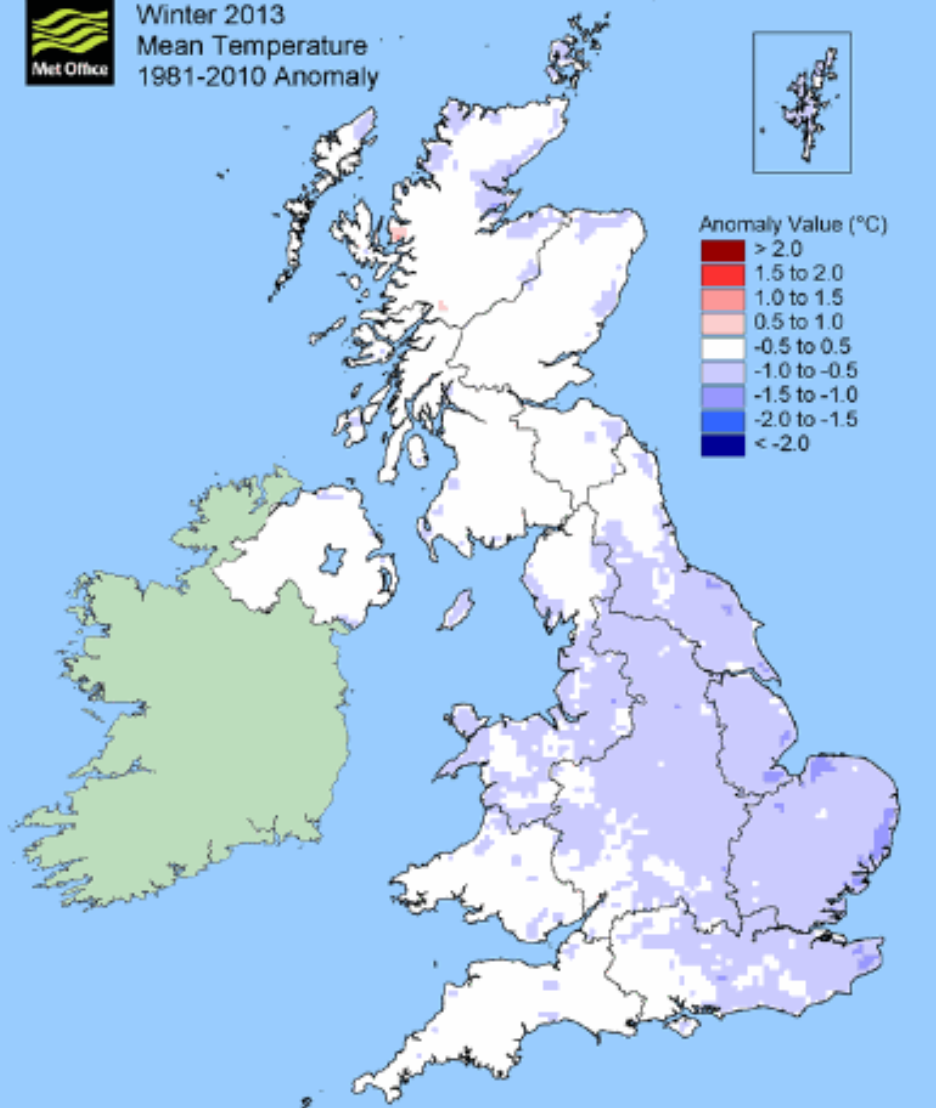 Winter 2013
Mean Temperature
1981-2010 Anomaly
Met Office
Anomaly Value (°C)
> 2.0
1.5 to 2.0
1.0 to 1.5
0.5 to 1.0
-0.5 to 0.5
-1.0 to -0.5
-1.5 to -1.0
-2.0 to -1.5
< -2.0